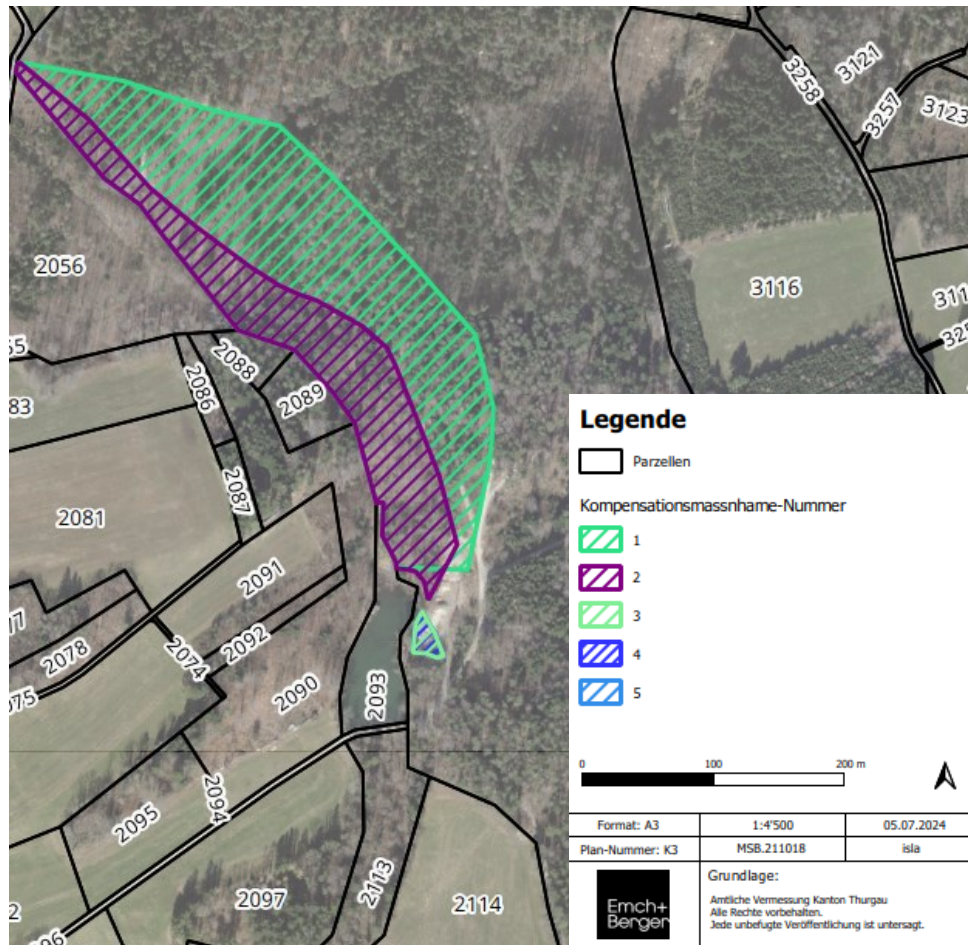 3258
3121
3257
3123
2056
3116
311
325
55
2088
2086
2089
83
2087
2081
2091
77
2078
2092
2074
2075
2090
2093
2095
2094
2097
2113
2114
2
96
Legende
Parzellen
Kompensationsmassnhame-Nummer
1
2
3
4
5
0 100 200 m
Format: A3 1:4'500 05.07.2024
Plan-Nummer: K3 MSB.211018 isla
Emch+
Berger
Grundlage:
Amtliche Vermessung Kanton Thurgau
Alle Rechte vorbehalten.
Jede unbefugte Veröffentlichung ist untersagt.